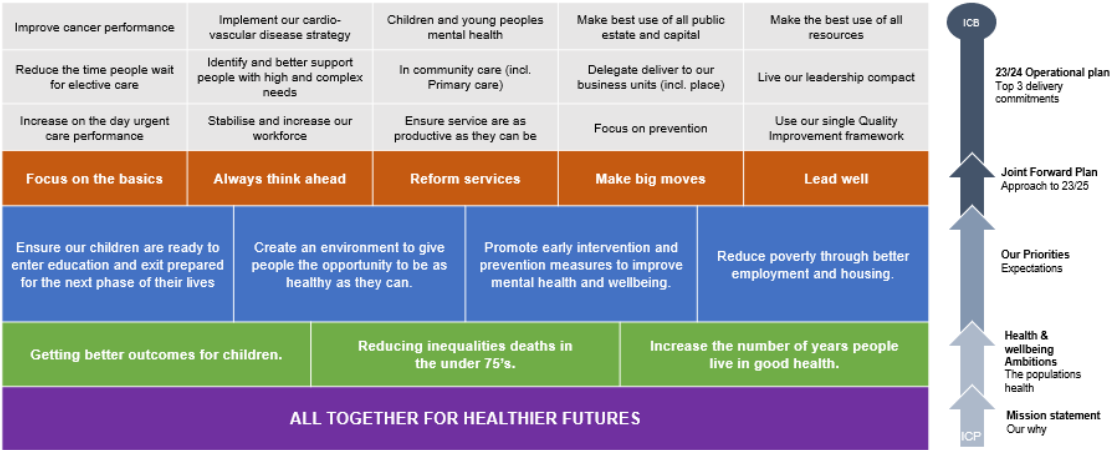 Improve cancer performance
Implement our cardio-
vascular disease strategy
Children and young peoples
mental health
Make best use of all public
estate and capital
Make the best use of all
resources
Reduce the time people wait
for elective care
Identify and better support
people with high and complex
needs
In community care (incl.
Primary care)
Delegate deliver to our
business units (incl. place)
Live our leadership compact
Increase on the day urgent
care performance
Stabilise and increase our
workforce
Ensure service are as
productive as they can be
Focus on prevention
Use our single Quality
Improvement framework
Focus on the basics
Always think ahead
Reform services
Make big moves
Lead well
Ensure our children are ready to
enter education and exit prepared
for the next phase of their lives
Create an environment to give
people the opportunity to be as
healthy as they can.
Promote early intervention and
prevention measures to improve
mental health and wellbeing.
Reduce poverty through better
employment and housing.
Getting better outcomes for children.
Reducing inequalities deaths in
the under 75's.
Increase the number of years people
live in good health.
ALL TOGETHER FOR HEALTHIER FUTURES
ICB
23/24 Operational plan
Top 3 delivery
commitments
Joint Forward Plan
Approach to 23/25
Our Priorities
Expectations
Health &
wellbeing
Ambitions
The populations
health
Mission statement
Our why
ICP